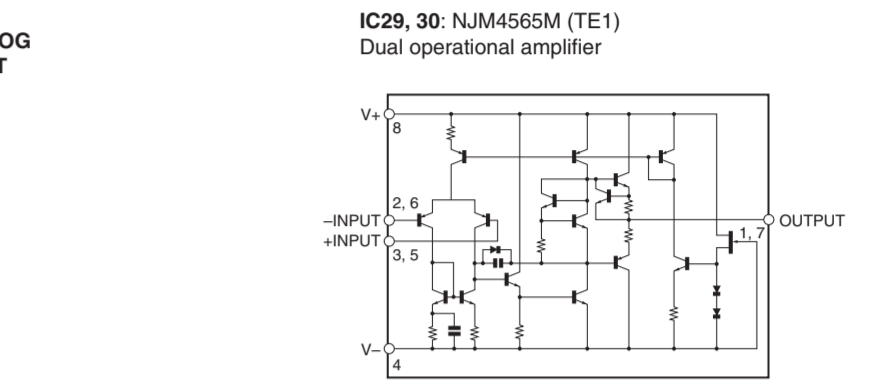 OG
T
IC29, 30: NJM4565M (TE1)
Dual operational amplifier
V+
8
2, 6
–INPUT
+INPUT
3, 5
1, 7
OUTPUT
V–
4